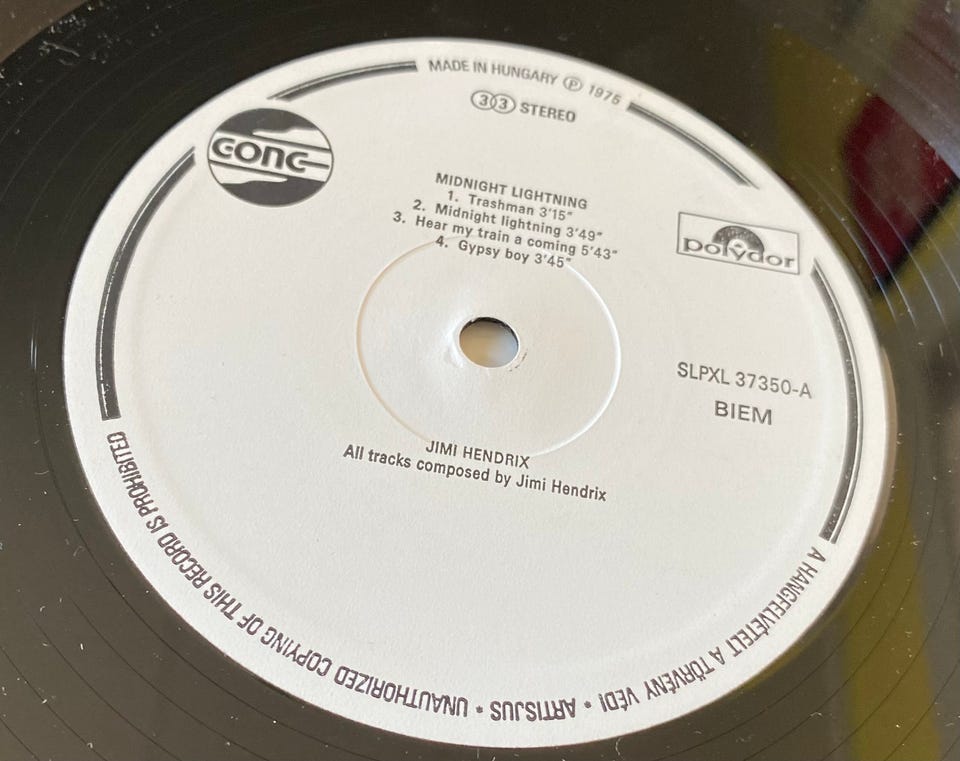 MADE IN HUNGARY Ⓟ 1975
33 STEREO
GONG
MIDNIGHT LIGHTNING
1. Trashman 3'15"
2. Midnight lightning 3'49"
3. Hear my train a coming 5'43"
4. Gypsy boy 3'45"
polydor
SLPXL 37350-A
BIEM
JIMI HENDRIX
All tracks composed by Jimi Hendrix
A HANGFELVÉTELT A TÖRVÉNY VÉDI * ARTISJUS * UNAUTHORIZED COPYING OF THIS RECORD IS PROHIBITED